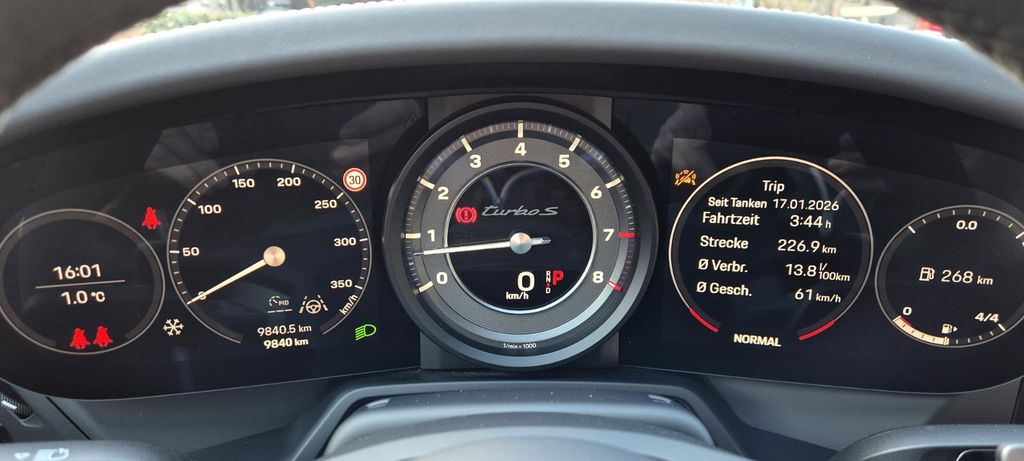 16:01
1.0 °C
50
100
150
200
250
300
350
km/h
30
PID
9840.5 km
9840 km
0
1
2
3
4
5
6
7
8
Turbo S
0
km/h
R
N
D
P
1/min x 1000
Trip
Seit Tanken 17.01.2026
Fahrtzeit 3:44 h
Strecke 226.9 km
Ø Verbr. 13.8 l/100km
Ø Gesch. 61 km/h
NORMAL
0.0
268 km
0
4/4